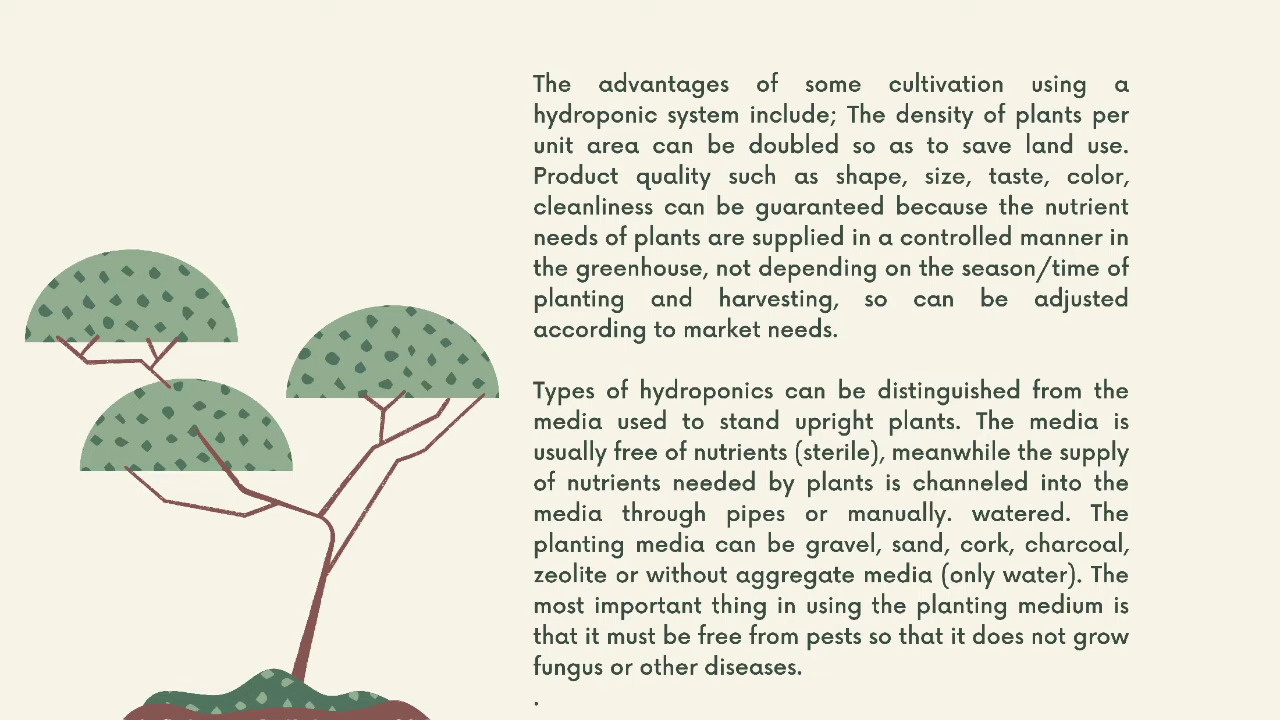 The advantages of some cultivation using a
hydroponic system include; The density of plants per
unit area can be doubled so as to save land use.
Product quality such as shape, size, taste, color,
cleanliness can be guaranteed because the nutrient
needs of plants are supplied in a controlled manner in
the greenhouse, not depending on the season/time of
planting and harvesting, so can be adjusted
according to market needs.
Types of hydroponics can be distinguished from the
media used to stand upright plants. The media is
usually free of nutrients (sterile), meanwhile the supply
of nutrients needed by plants is channeled into the
media through pipes or manually. watered. The
planting media can be gravel, sand, cork, charcoal,
zeolite or without aggregate media (only water). The
most important thing in using the planting medium is
that it must be free from pests so that it does not grow
fungus or other diseases.
.